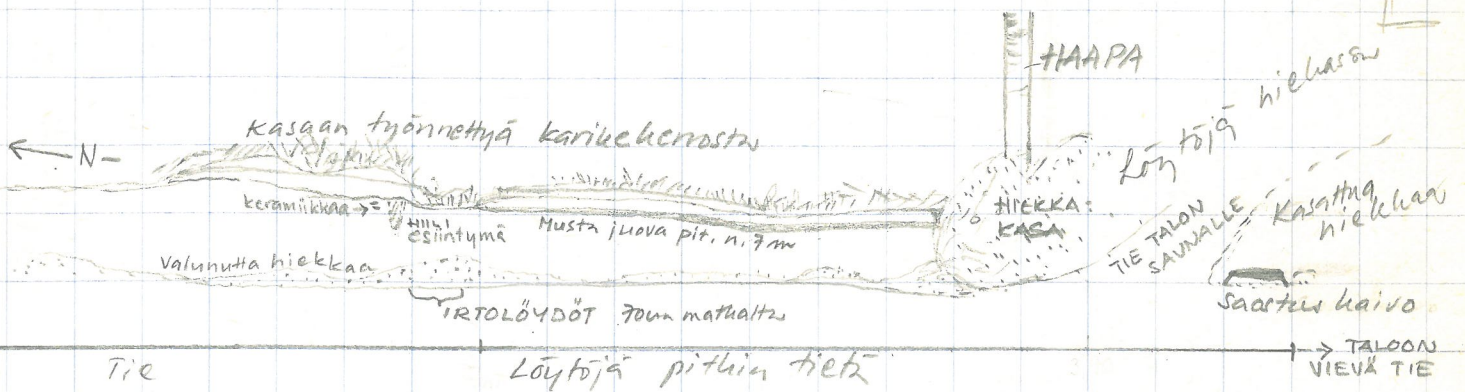 HAAPA
Löytöjä hiekassa
Kasaan työnnettyä karikekerrosta
← N -
keramiikkaa → =
HIILI
esiintymä
Musta juova pit. n. 7 m
HIEKKA
KASA
TIE TALON
SAUNALLE
Kasattua
hiekkaa
Valunutta hiekkaa
Saostus kaivo
IRTOLÖYDÖT matkalta
Tie
Löytöjä pitkin tietä
→ TALOON
VIEVÄ TIE